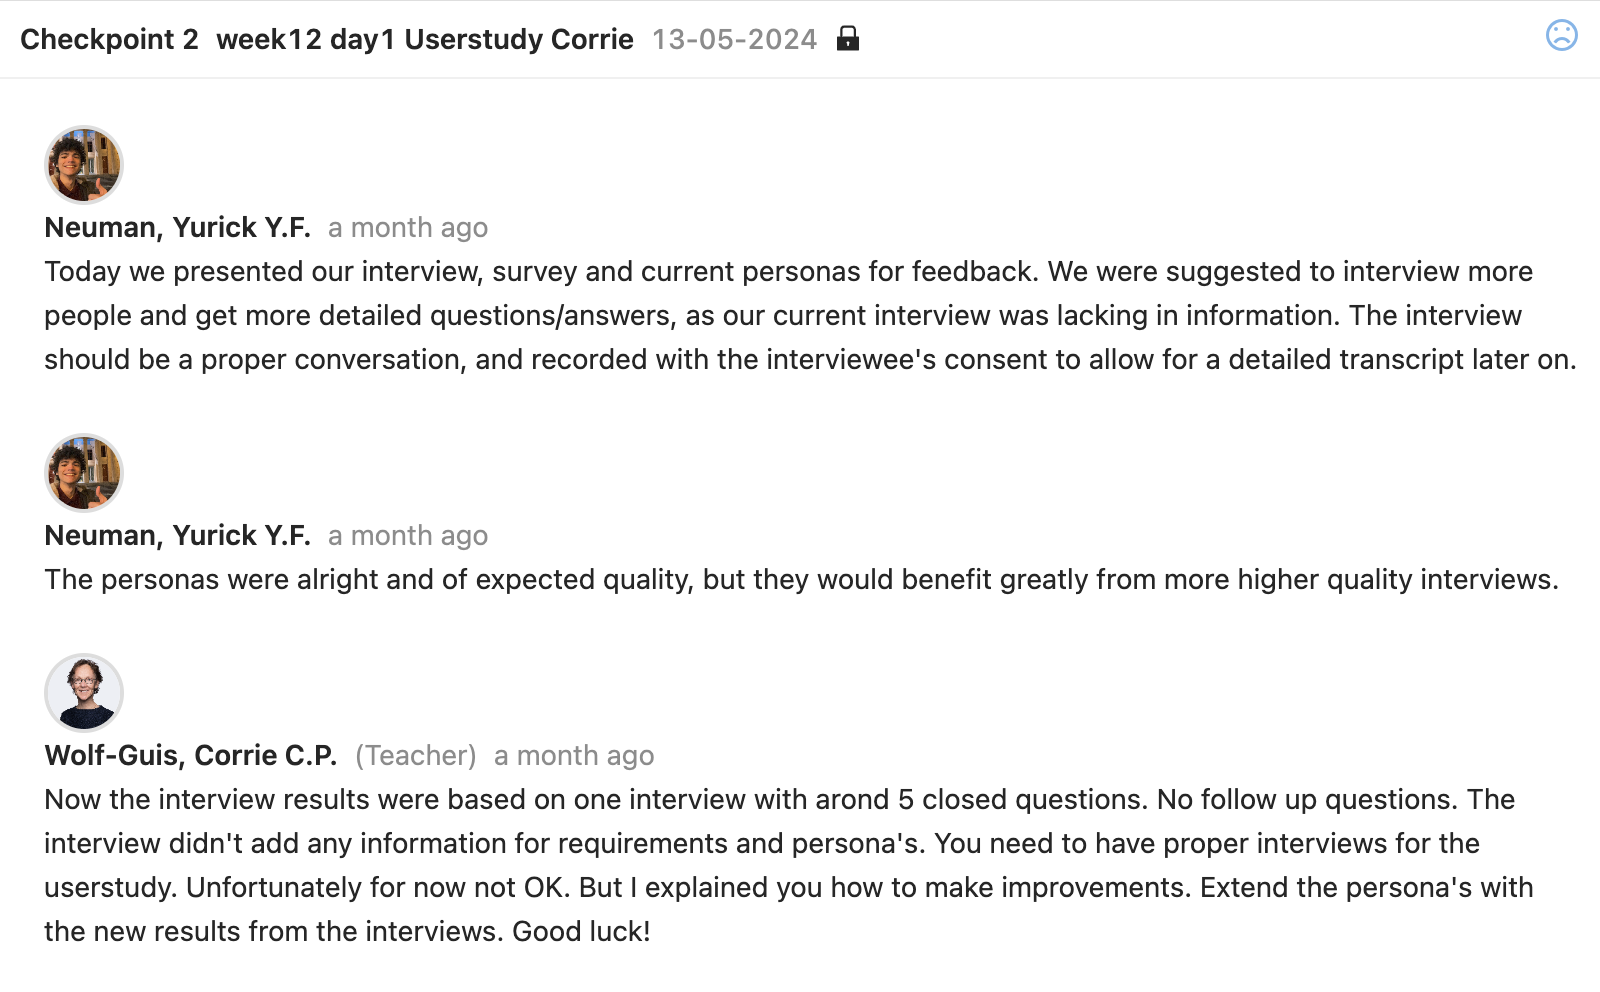 Checkpoint 2 week12 day1 Userstudy Corrie 13-05-2024
Neuman, Yurick Y.F. a month ago
Today we presented our interview, survey and current personas for feedback. We were suggested to interview more
people and get more detailed questions/answers, as our current interview was lacking in information. The interview
should be a proper conversation, and recorded with the interviewee's consent to allow for a detailed transcript later on.
Neuman, Yurick Y.F. a month ago
The personas were alright and of expected quality, but they would benefit greatly from more higher quality interviews.
Wolf-Guis, Corrie C.P. (Teacher) a month ago
Now the interview results were based on one interview with arond 5 closed questions. No follow up questions. The
interview didn't add any information for requirements and persona's. You need to have proper interviews for the
userstudy. Unfortunately for now not OK. But I explained you how to make improvements. Extend the persona's with
the new results from the interviews. Good luck!